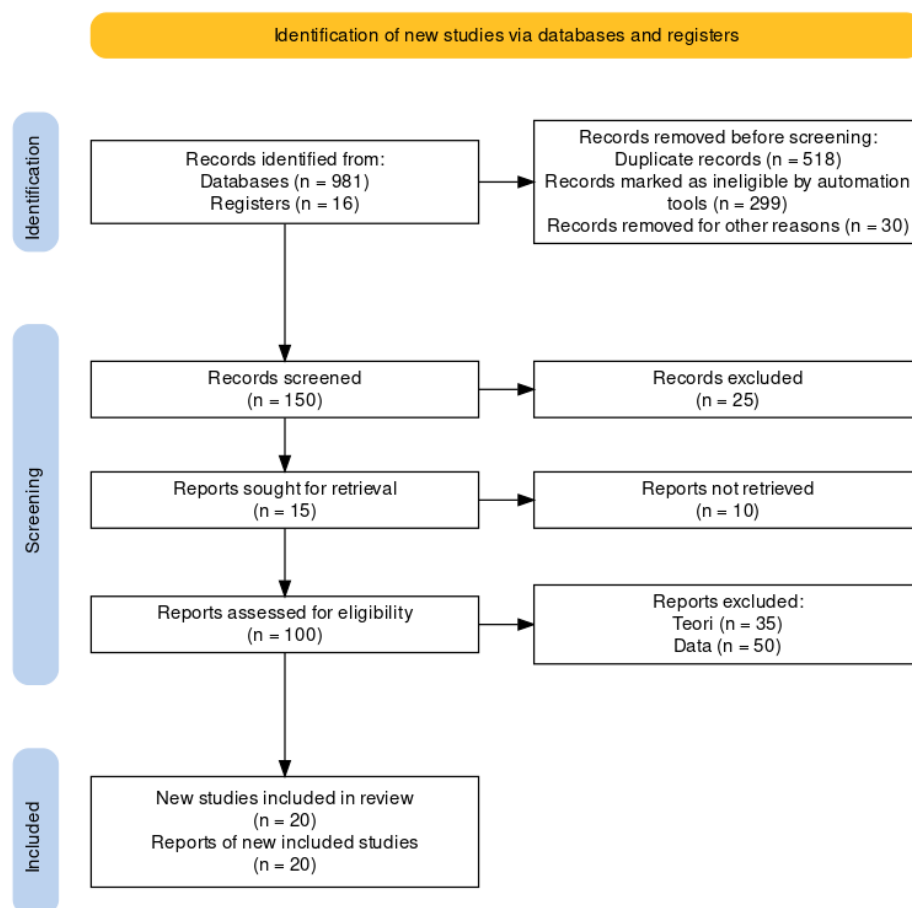 Identification of new studies via databases and registers
Identification
Records identified from:
Databases (n = 981)
Registers (n = 16)
Records removed before screening:
Duplicate records (n = 518)
Records marked as ineligible by automation
tools (n = 299)
Records removed for other reasons (n = 30)
Screening
Records screened
(n = 150)
Records excluded
(n = 25)
Reports sought for retrieval
(n = 15)
Reports not retrieved
(n = 10)
Reports assessed for eligibility
(n = 100)
Reports excluded:
Teori (n = 35)
Data (n = 50)
Included
New studies included in review
(n = 20)
Reports of new included studies
(n = 20)